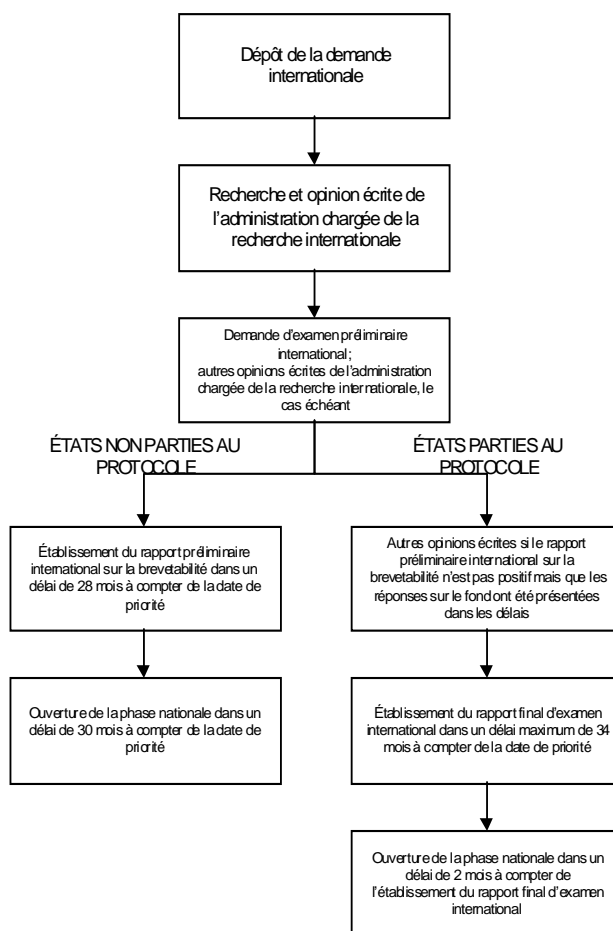 Dépôt de la demande
internationale
Recherche et opinion écrite de
l'administration chargée de la
recherche internationale
Demande d'examen préliminaire
international;
autres opinions écrites de l'administration
chargée de la recherche internationale, le
cas échéant
ÉTATS NON PARTIES AU
PROTOCOLE
ÉTATS PARTIES AU
PROTOCOLE
Établissement du rapport préliminaire
international sur la brevetabilité dans un
délai de 28 mois à compter de la date de
priorité
Autres opinions écrites si le rapport
préliminaire international sur la
brevetabilité n'est pas positif mais que les
réponses sur le fond ont été présentées
dans les délais
Ouverture de la phase nationale dans un
délai de 30 mois à compter de la date de
priorité
Établissement du rapport final d'examen
international dans un délai maximum de 34
mois à compter de la date de priorité
Ouverture de la phase nationale dans un
délai de 2 mois à compter de
l'établissement du rapport final d'examen
international